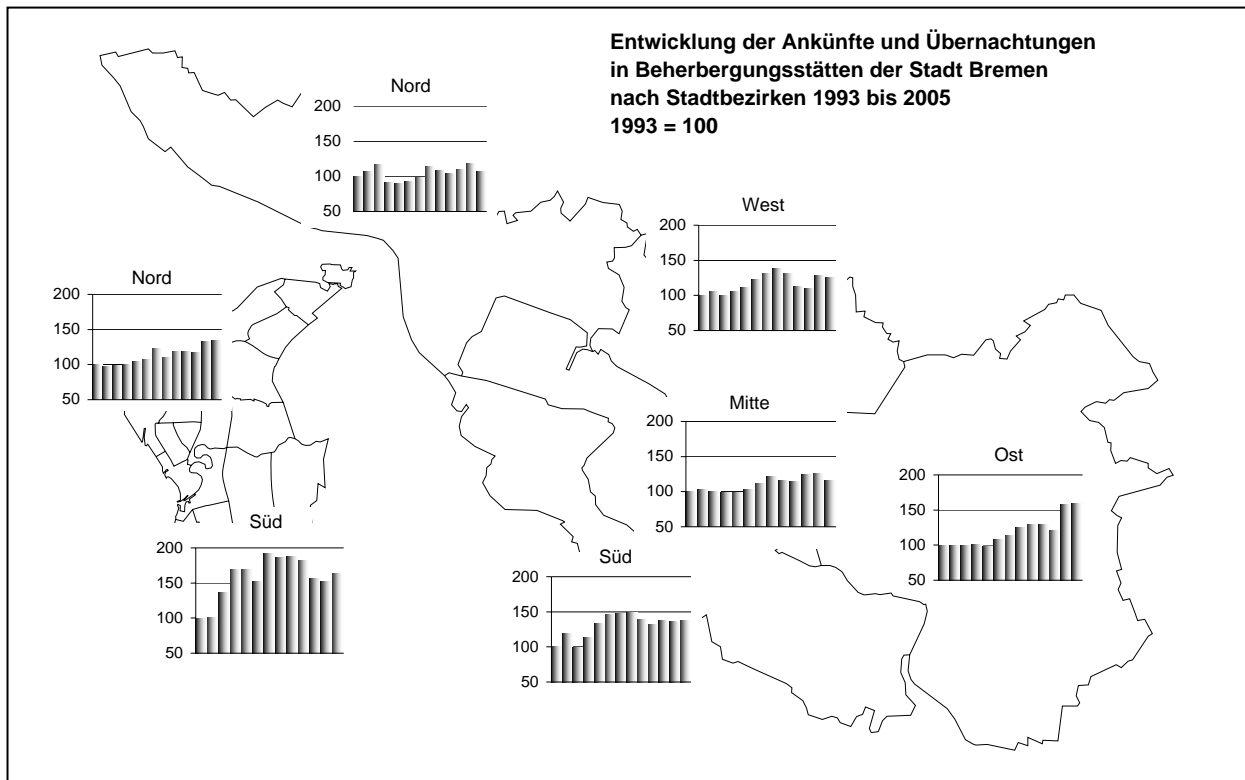 Entwicklung der Ankünfte und Übernachtungen
in Beherbergungsstätten der Stadt Bremen
nach Stadtbezirken 1993 bis 2005
1993 = 100
Nord
200
150
100
50
West
200
150
100
50
Nord
200
150
100
50
Mitte
200
150
100
50
Ost
200
150
100
50
Süd
200
150
100
50
Süd
200
150
100
50